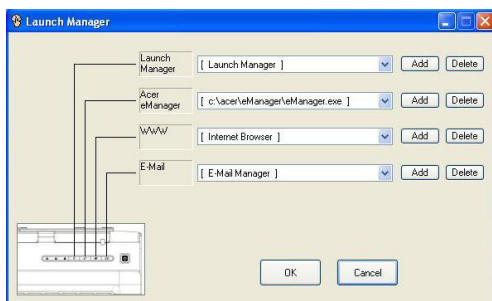 Launch Manager
Launch Manager [ Launch Manager ] Add Delete
Acer eManager [ c:\acer\eManager\eManager.exe ] Add Delete
WWW [ Internet Browser ] Add Delete
E-Mail [ E-Mail Manager ] Add Delete
OK Cancel